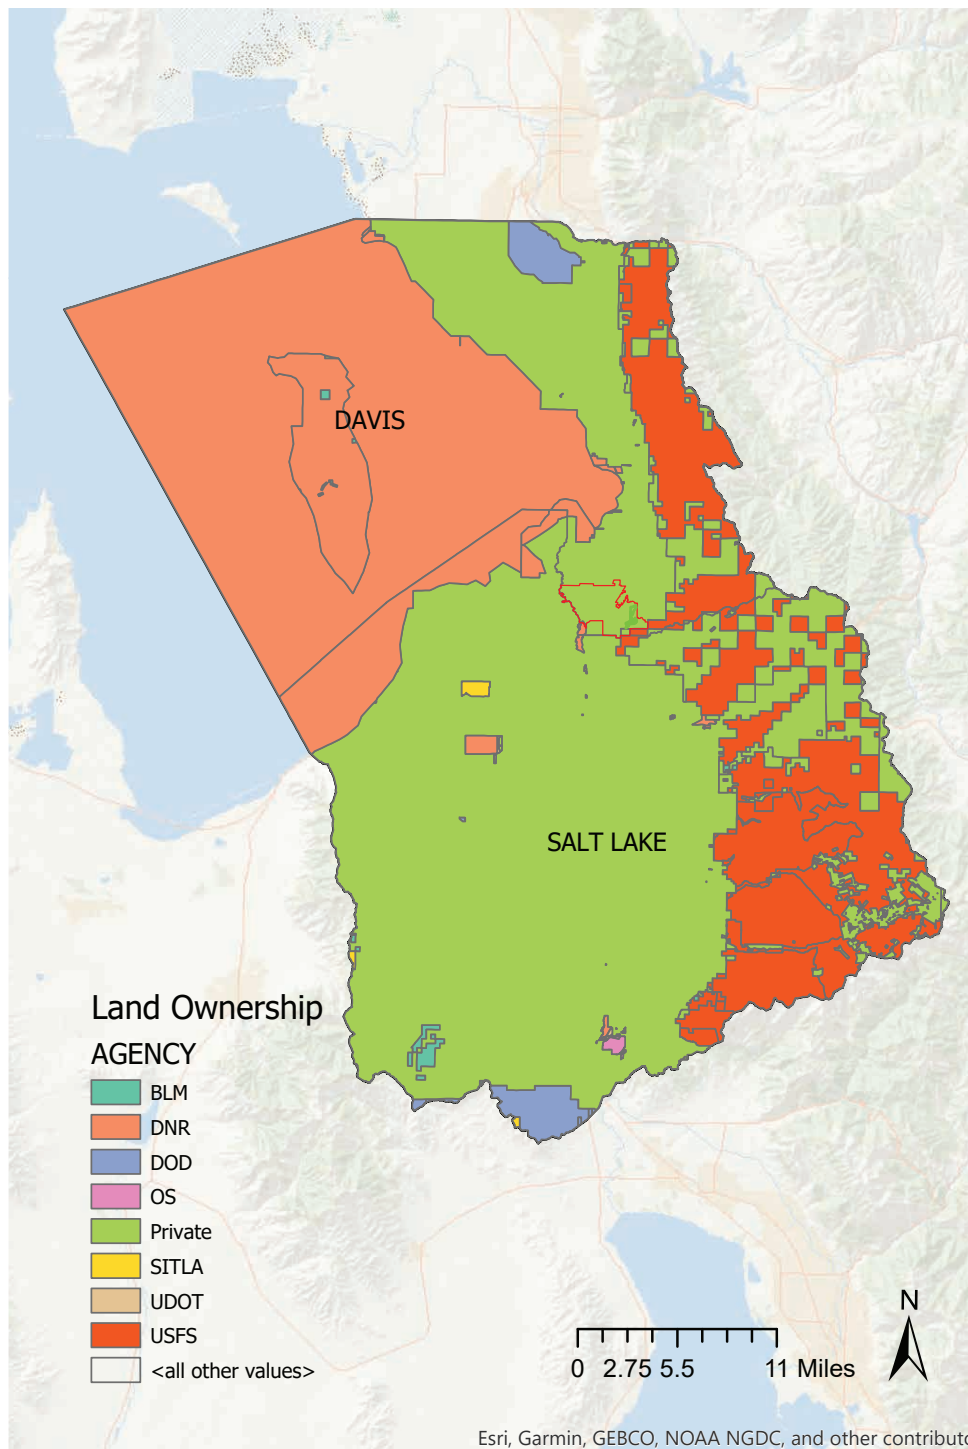 DAVIS
SALT LAKE
Land Ownership
AGENCY
BLM
DNR
DOD
OS
Private
SITLA
UDOT
USFS
<all other values>
N
0 2.75 5.5 11 Miles
Esri, Garmin, GEBCO, NOAA NGDC, and other contributo